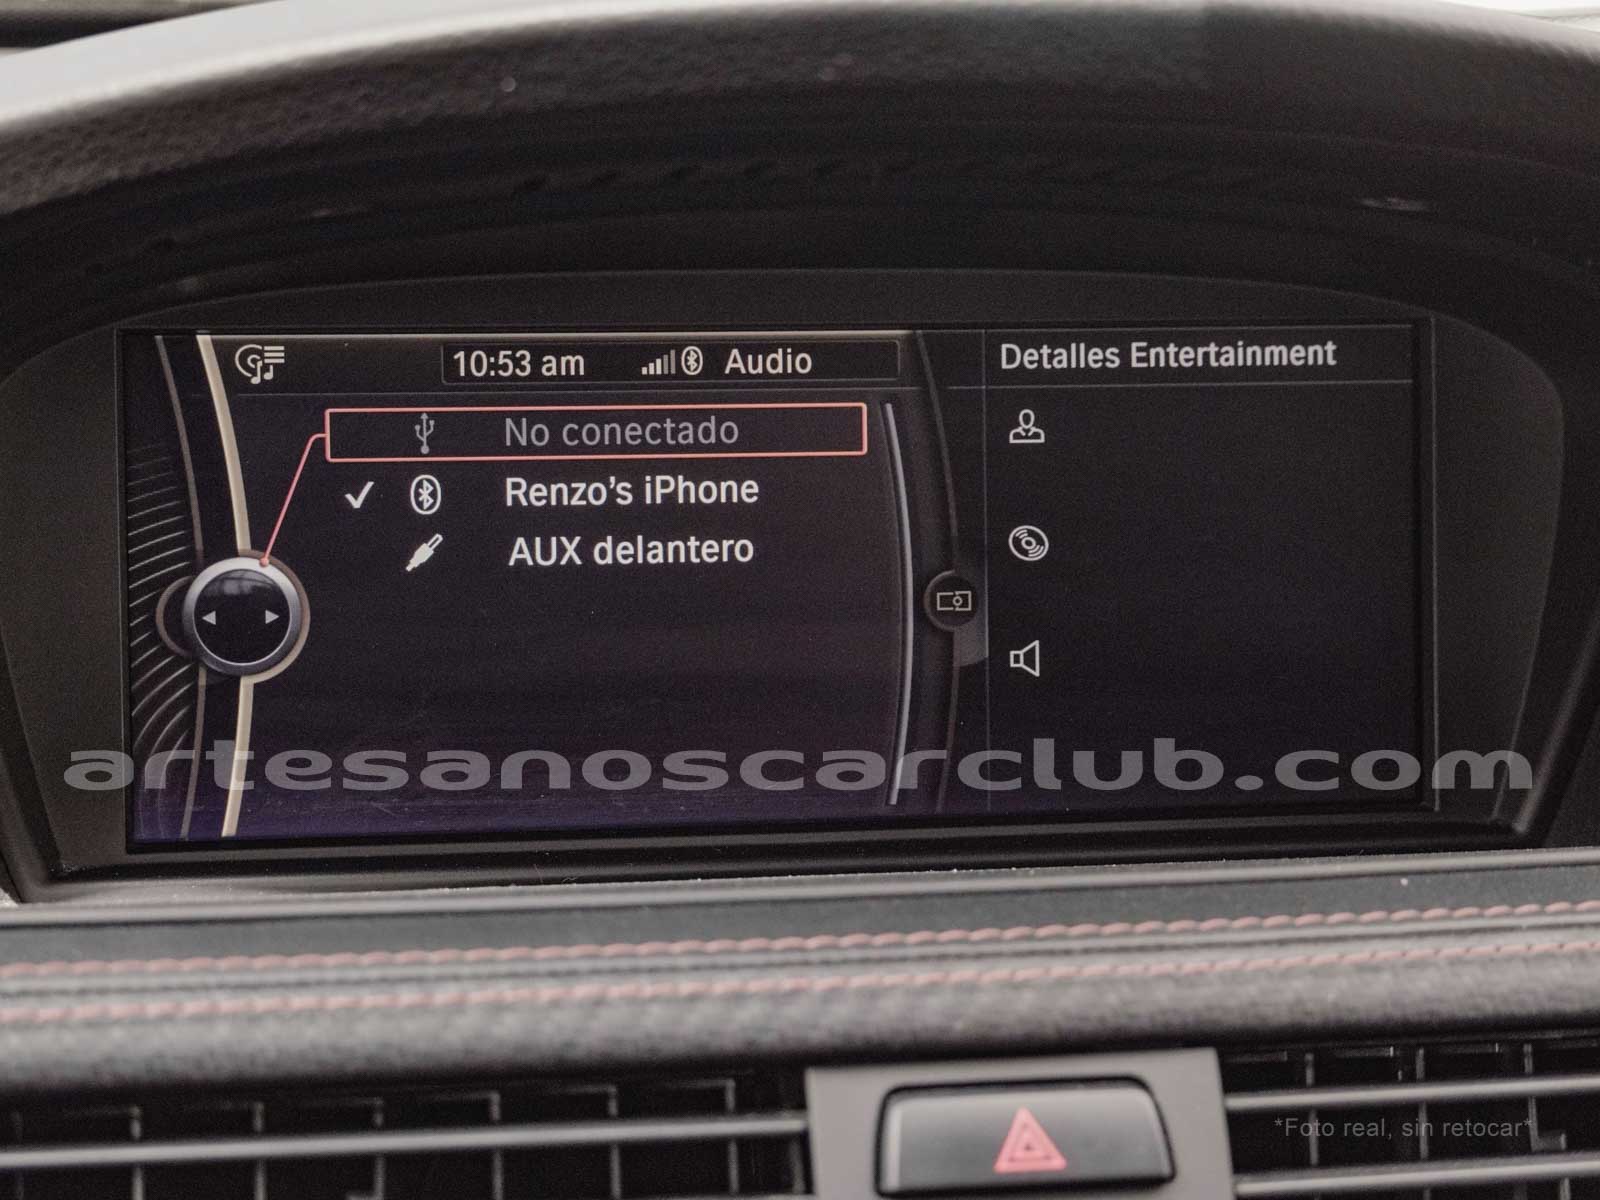 10:53 am Audio
Detalles Entertainment
No conectado
Renzo's iPhone
AUX delantero
artesanoscarclub.com
*Foto real, sin retocar*